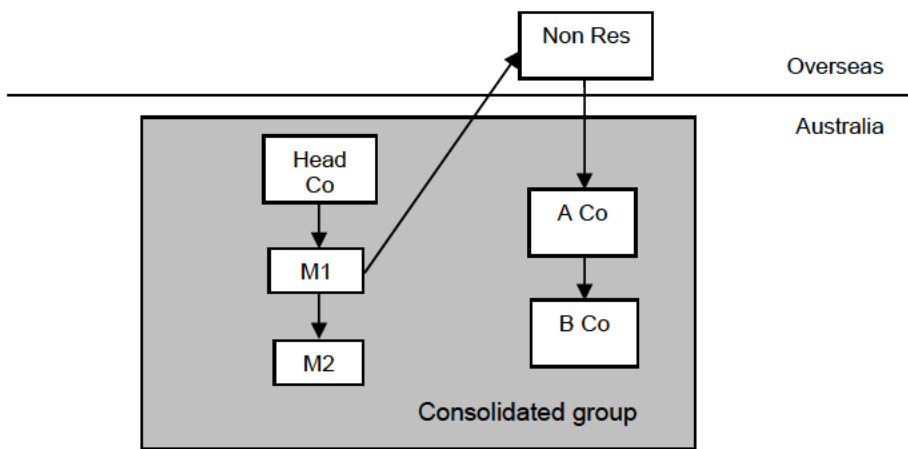 Non Res
Overseas
Australia
Head
Co
A Co
M1
B Co
M2
Consolidated group